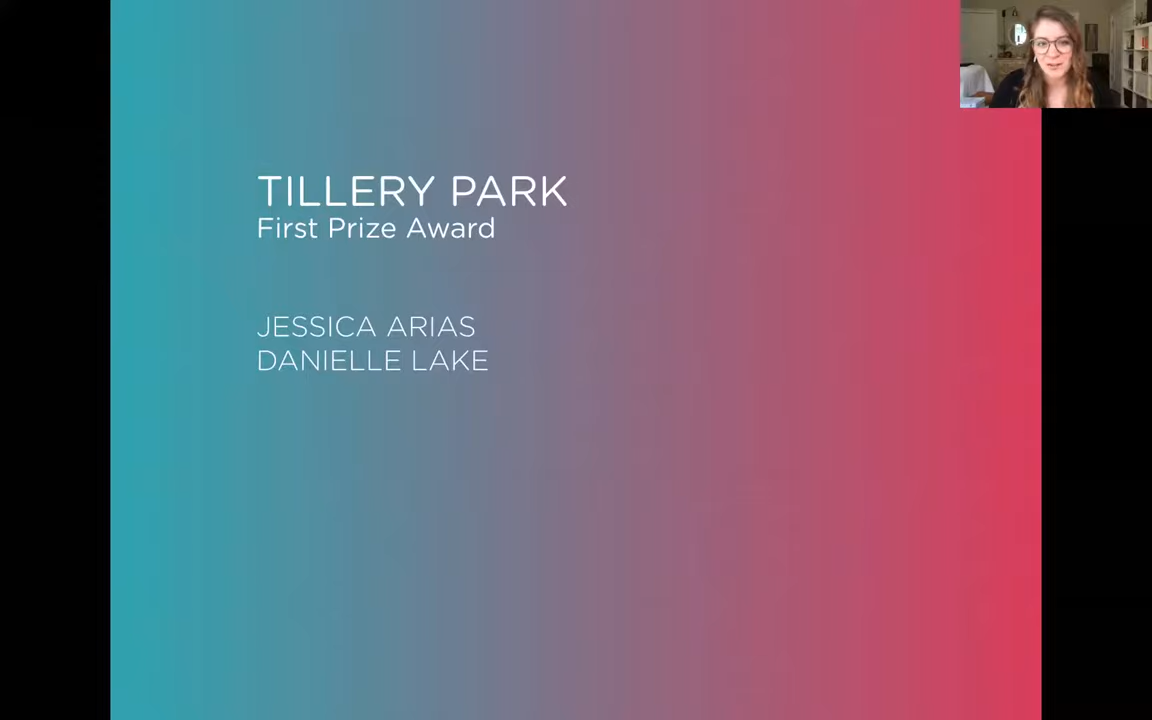 TILLERY PARK
First Prize Award
JESSICA ARIAS
DANIELLE LAKE